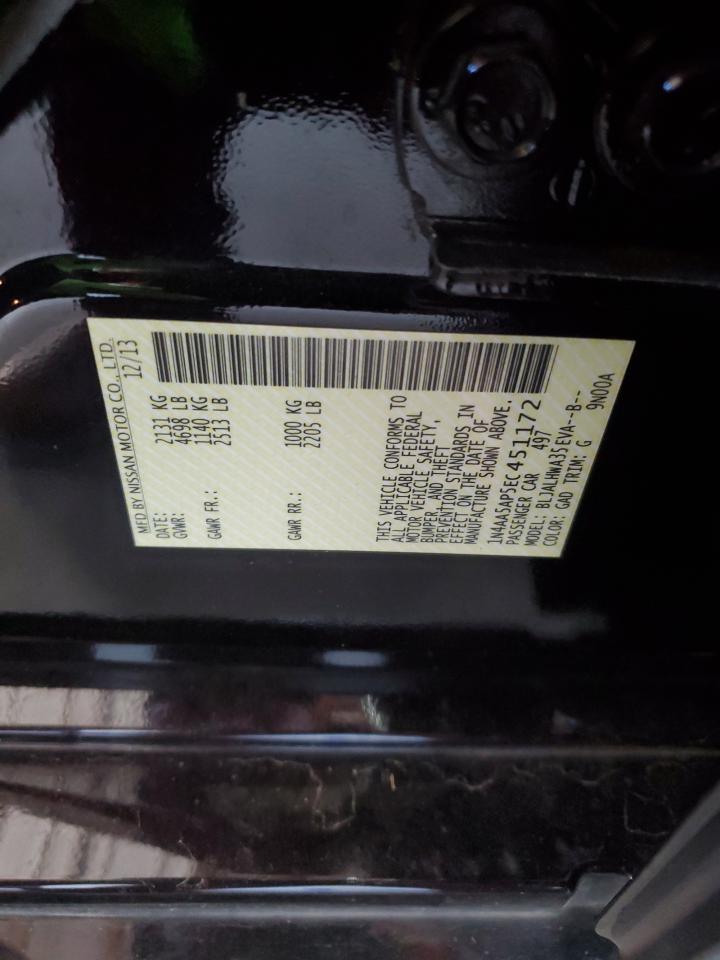 MFD BY NISSAN MOTOR CO., LTD.
DATE: 12/13
GVWR: 2131 KG
4698 LB
GAWR FR.: 1140 KG
2513 LB
GAWR RR.: 1000 KG
2205 LB
THIS VEHICLE CONFORMS TO
ALL APPLICABLE FEDERAL
MOTOR VEHICLE SAFETY,
BUMPER, AND THEFT
PREVENTION STANDARDS IN
EFFECT ON THE DATE OF
MANUFACTURE SHOWN ABOVE.
1N4AA5AP5EC451172
PASSENGER CAR 497
MODEL: BLJALHWA35EVA--B--
COLOR: GAD TRIM: G 9N00A